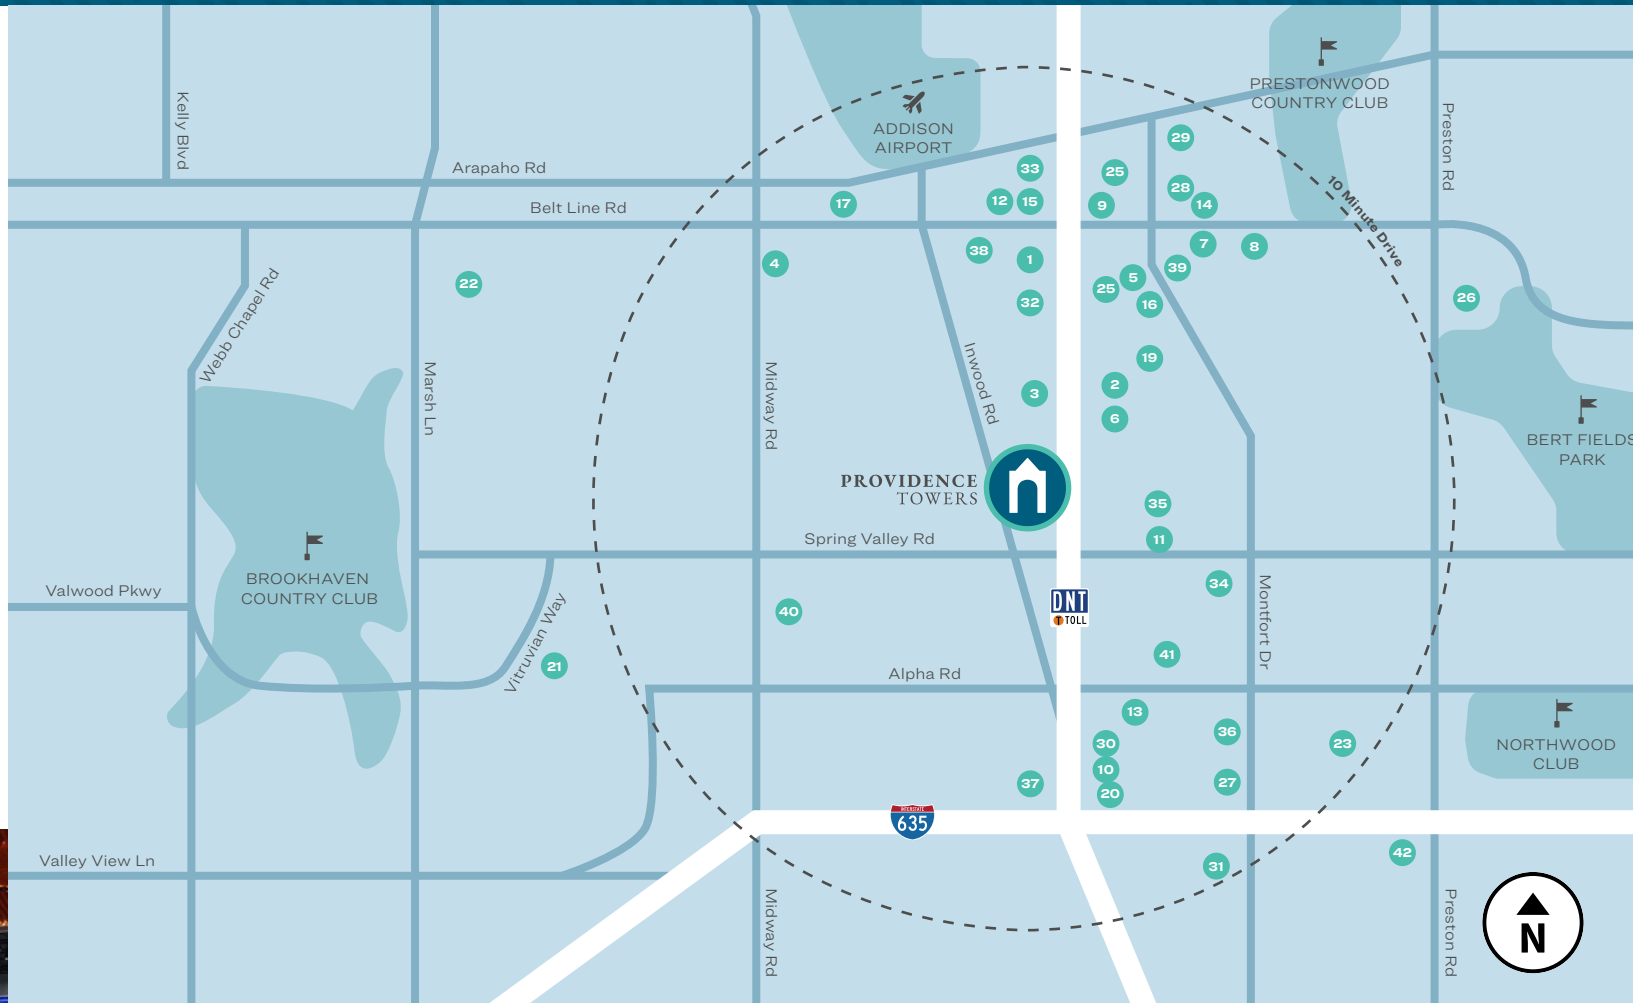 PRESTONWOOD
COUNTRY CLUB
Kelly Blvd
ADDISON
AIRPORT
Preston Rd
29
Arapaho Rd
33
25
10 Minute Drive
28
17
12
15
9
14
Belt Line Rd
38
1
7
8
4
39
5
22
25
26
32
16
Webb Chapel Rd
Marsh Ln
Midway Rd
Inwood Rd
19
2
3
6
BERT FIELDS
PARK
PROVIDENCE
TOWERS
35
Spring Valley Rd
11
BROOKHAVEN
COUNTRY CLUB
Valwood Pkwy
34
Montfort Dr
DNT
T TOLL
40
Vitruvian Way
41
21
Alpha Rd
13
36
30
23
NORTHWOOD
CLUB
10
37
27
20
INTERSTATE
635
Valley View Ln
42
31
Midway Rd
Preston Rd
N